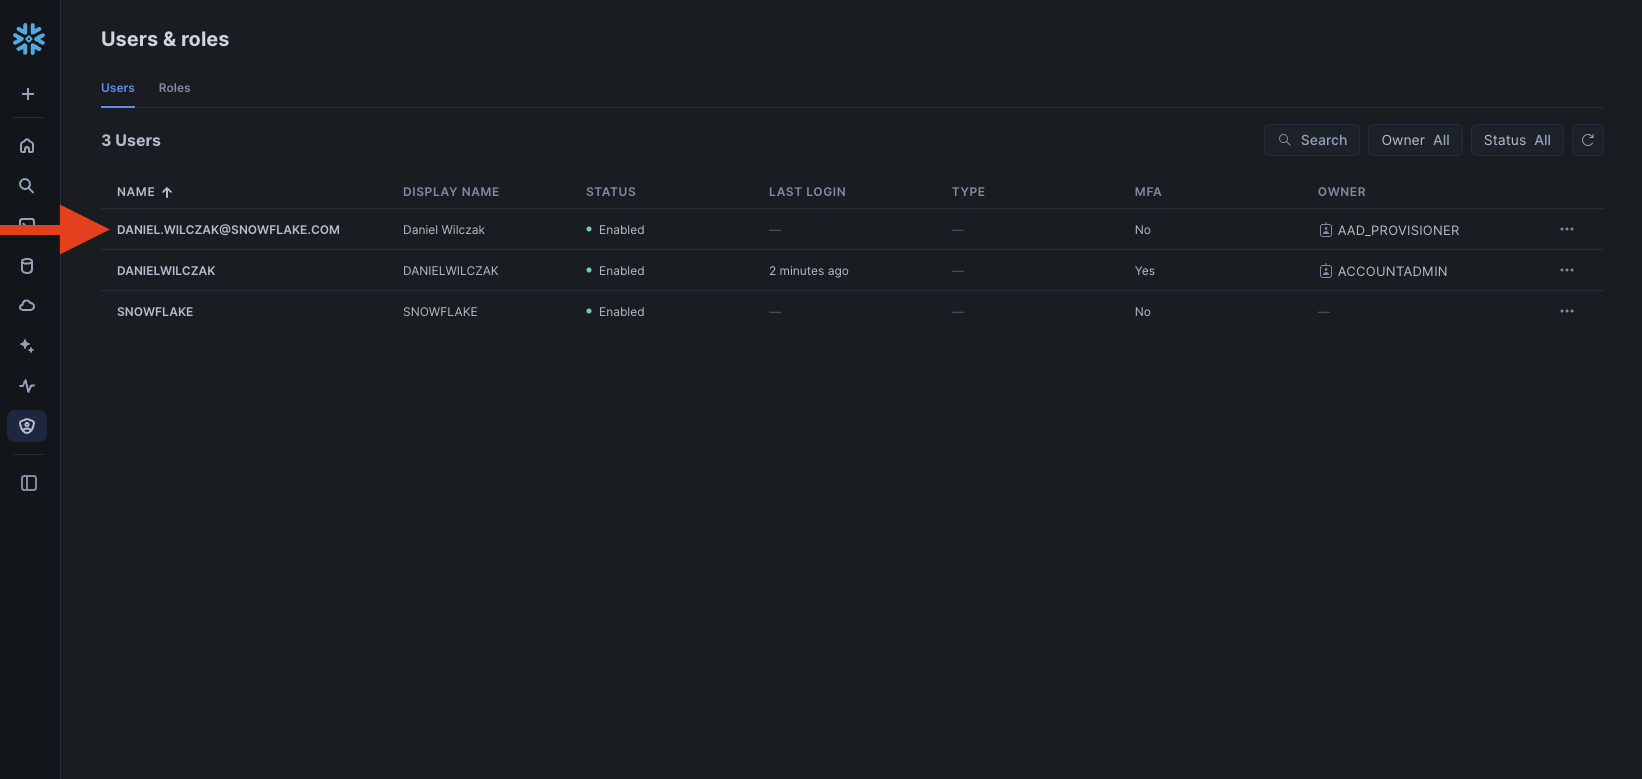 Users & roles
Users Roles
3 Users
Search Owner All Status All
NAME DISPLAY NAME STATUS LAST LOGIN TYPE MFA OWNER
DANIEL.WILCZAK@SNOWFLAKE.COM Daniel Wilczak Enabled — — No AAD_PROVISIONER
DANIELWILCZAK DANIELWILCZAK Enabled 2 minutes ago — Yes ACCOUNTADMIN
SNOWFLAKE SNOWFLAKE Enabled — — No —